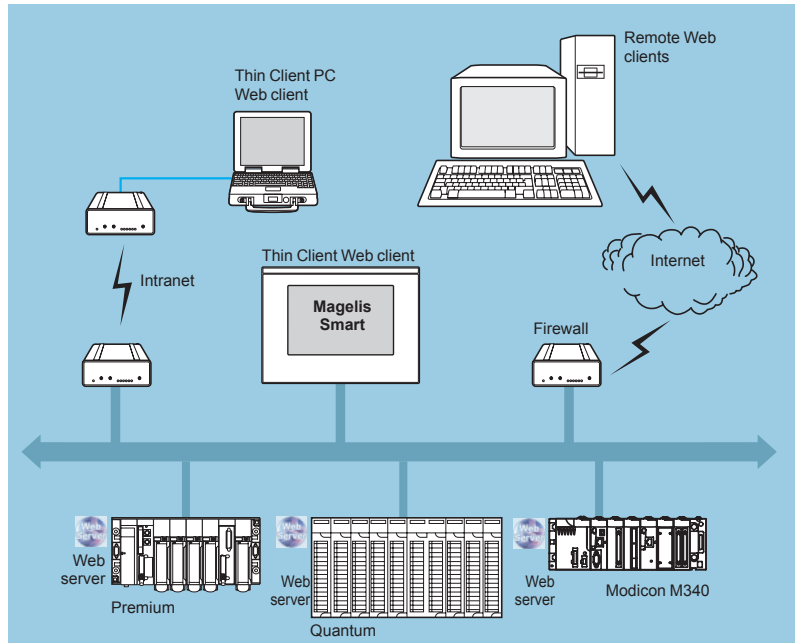 Remote Web
clients
Thin Client PC
Web client
Internet
Thin Client Web client
Intranet
Magelis
Smart
Firewall
Web
Server
Web
server
Premium
Web
Server
Web
server
Quantum
Web
Server
Web
server
Modicon M340